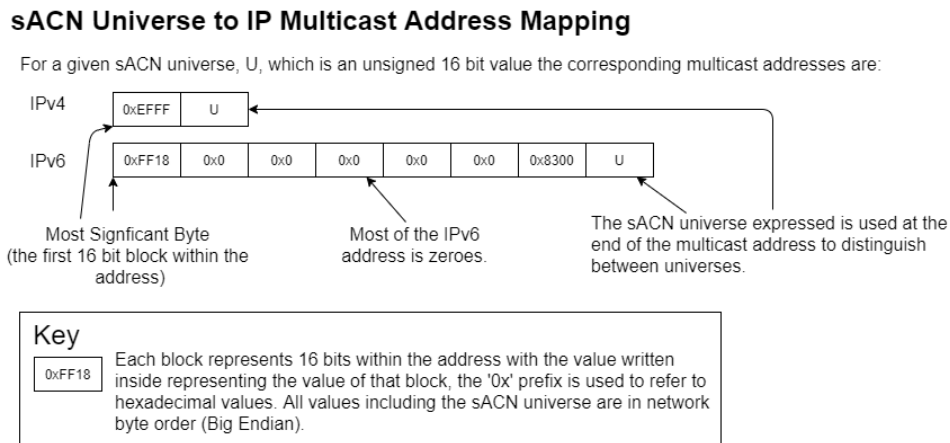 sACN Universe to IP Multicast Address Mapping
For a given sACN universe, U, which is an unsigned 16 bit value the corresponding multicast addresses are:
IPv4
0xEFFF U
IPv6
0xFF18 0x0 0x0 0x0 0x0 0x0 0x8300 U
Most Signficant Byte
(the first 16 bit block within the
address)
Most of the IPv6
address is zeroes.
The sACN universe expressed is used at the
end of the multicast address to distinguish
between universes.
Key
0xFF18
Each block represents 16 bits within the address with the value written
inside representing the value of that block, the '0x' prefix is used to refer to
hexadecimal values. All values including the sACN universe are in network
byte order (Big Endian).